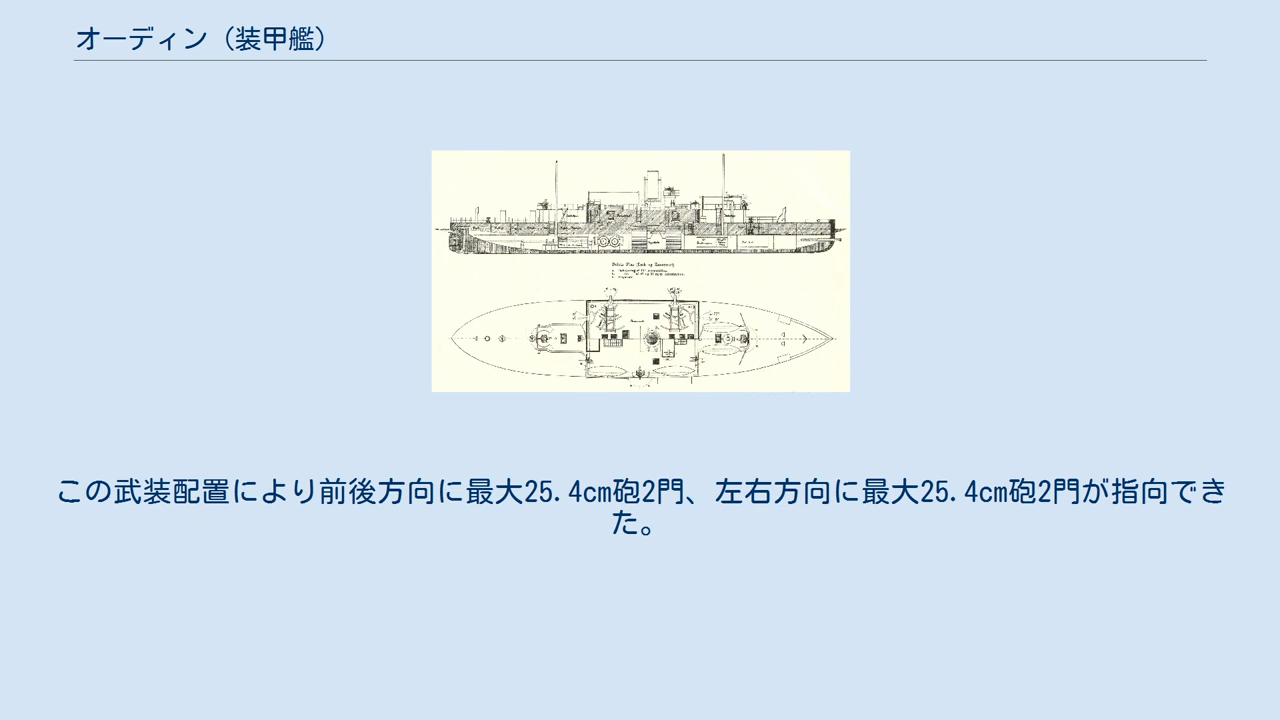 オーディン（装甲艦）
この武装配置により前後方向に最大25.4cm砲2門、左右方向に最大25.4cm砲2門が指向でき
た。